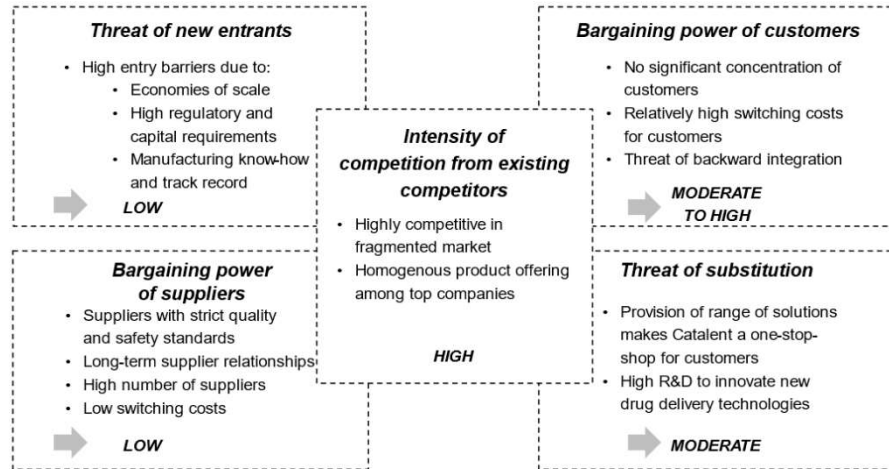 Threat of new entrants
• High entry barriers due to:
• Economies of scale
• High regulatory and
capital requirements
• Manufacturing know-how
and track record
LOW
Bargaining power of customers
• No significant concentration of
customers
• Relatively high switching costs
for customers
• Threat of backward integration
MODERATE
TO HIGH
Intensity of
competition from existing
competitors
• Highly competitive in
fragmented market
• Homogenous product offering
among top companies
HIGH
Bargaining power
of suppliers
• Suppliers with strict quality
and safety standards
• Long-term supplier relationships
• High number of suppliers
• Low switching costs
LOW
Threat of substitution
• Provision of range of solutions
makes Catalent a one-stop-
shop for customers
• High R&D to innovate new
drug delivery technologies
MODERATE